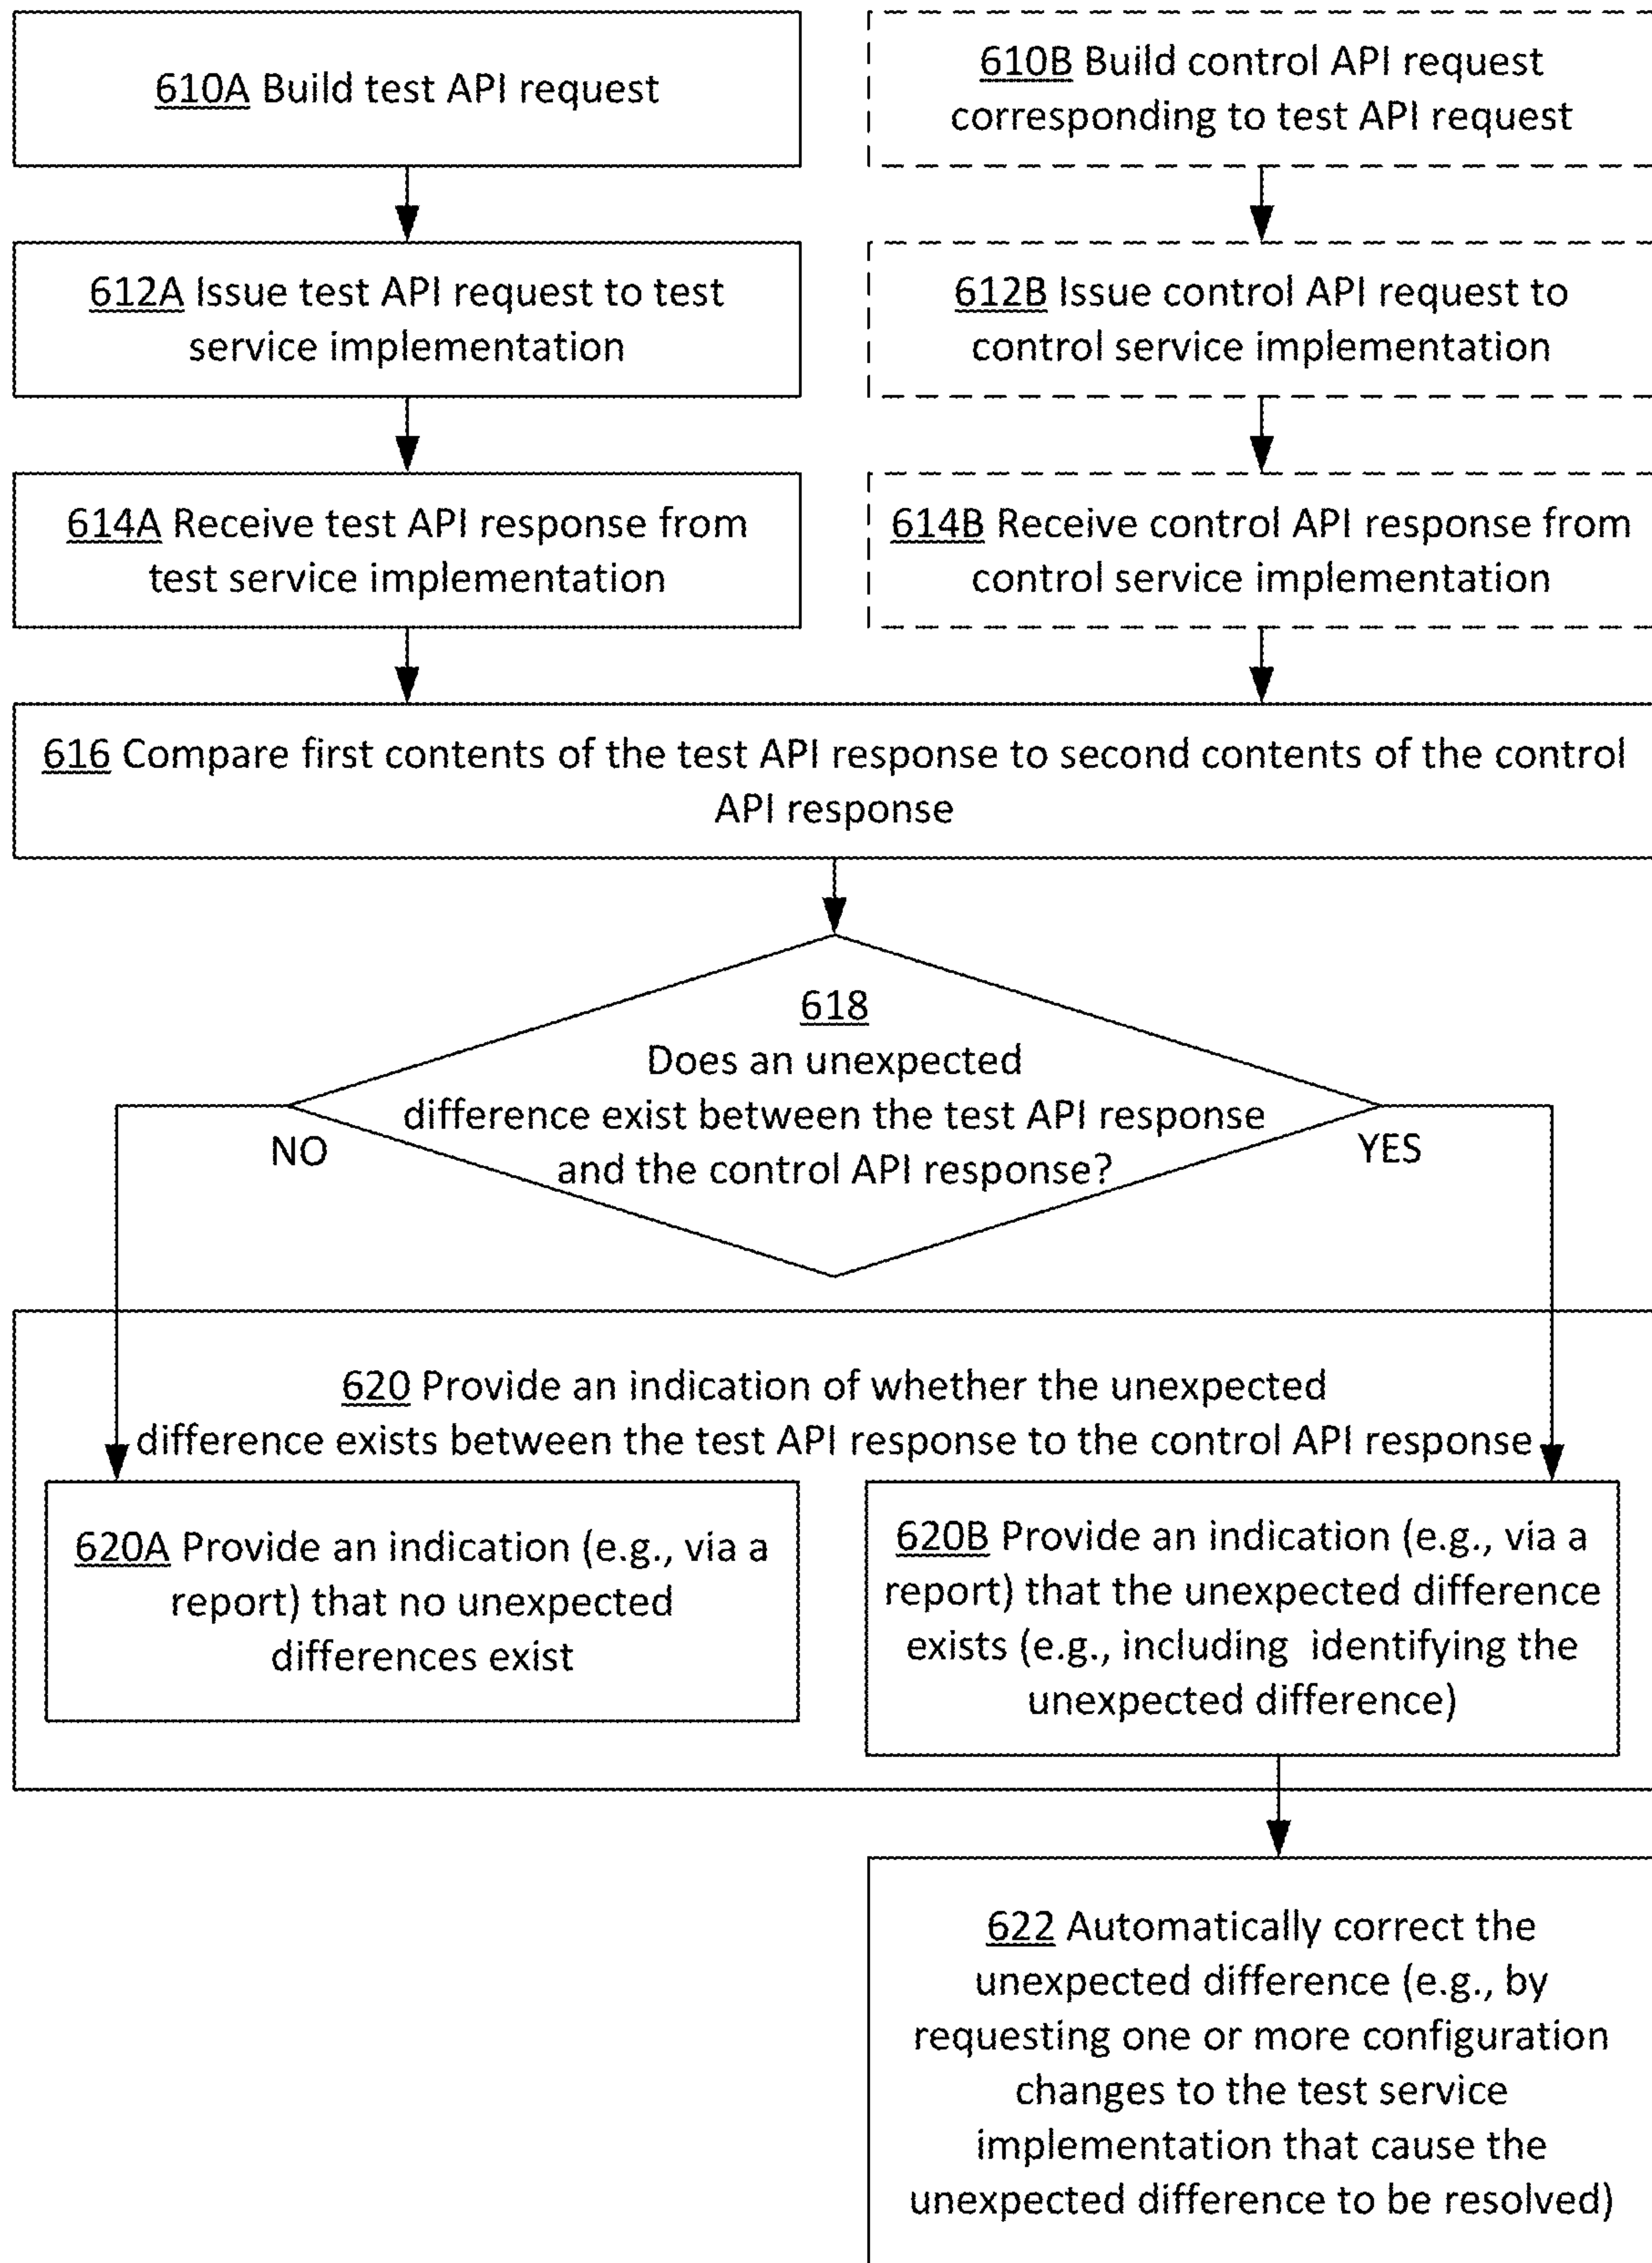 610A Build test API request
610B Build control API request
corresponding to test API request
612A Issue test API request to test
service implementation
612B Issue control API request to
control service implementation
614A Receive test API response from
test service implementation
614B Receive control API response from
control service implementation
616 Compare first contents of the test API response to second contents of the control
API response
618
Does an unexpected
difference exist between the test API response
and the control API response?
NO
YES
620 Provide an indication of whether the unexpected
difference exists between the test API response to the control API response
620A Provide an indication (e.g., via a
report) that no unexpected
differences exist
620B Provide an indication (e.g., via a
report) that the unexpected difference
exists (e.g., including identifying the
unexpected difference)
622 Automatically correct the
unexpected difference (e.g., by
requesting one or more configuration
changes to the test service
implementation that cause the
unexpected difference to be resolved)